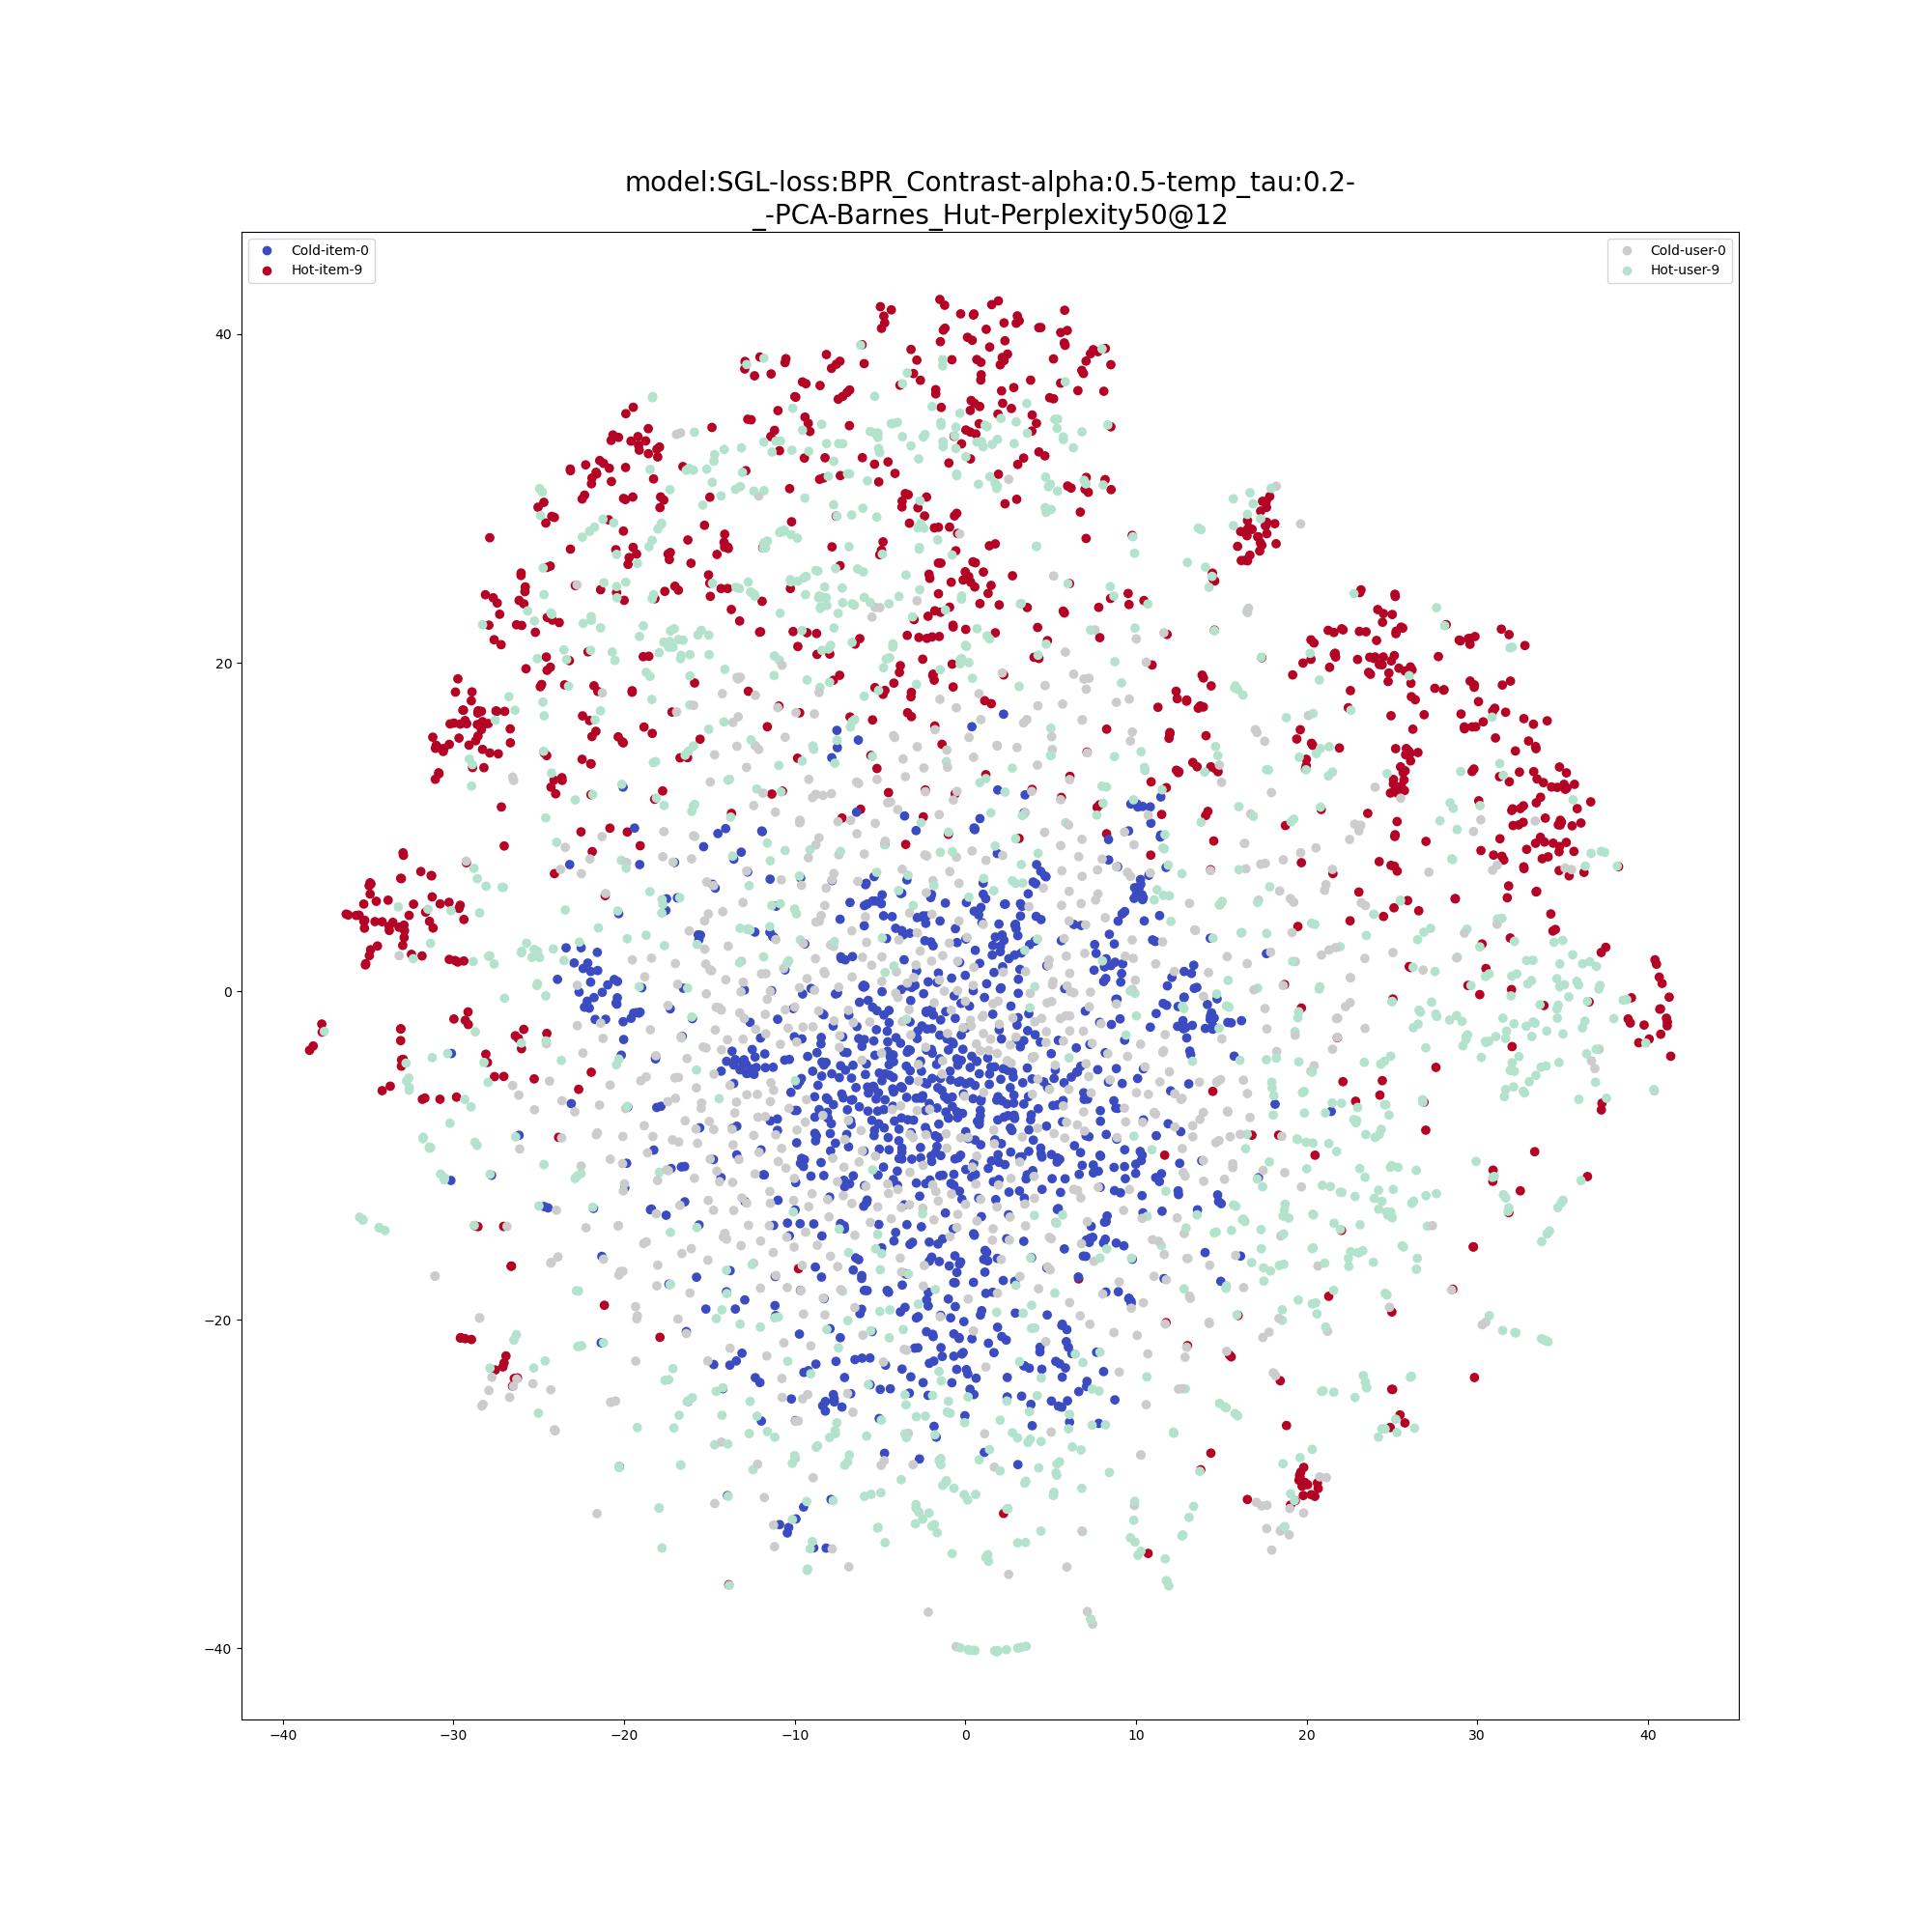 model:SGL-loss:BPR_Contrast-alpha:0.5-temp_tau:0.2-
_-PCA-Barnes_Hut-Perplexity50@12
Cold-item-0
Hot-item-9
Cold-user-0
Hot-user-9
40
20
0
−20
−40
−40
−30
−20
−10
0
10
20
30
40